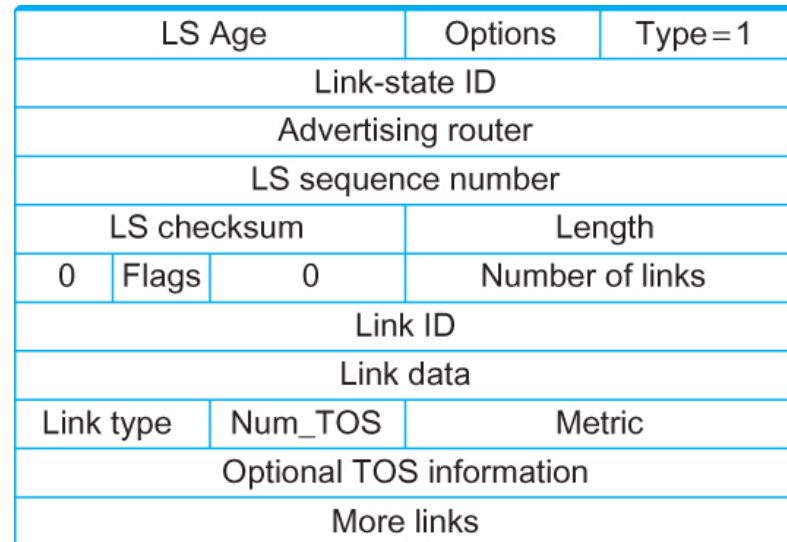 LS Age Options Type=1
Link-state ID
Advertising router
LS sequence number
LS checksum Length
0 Flags 0 Number of links
Link ID
Link data
Link type Num_TOS Metric
Optional TOS information
More links